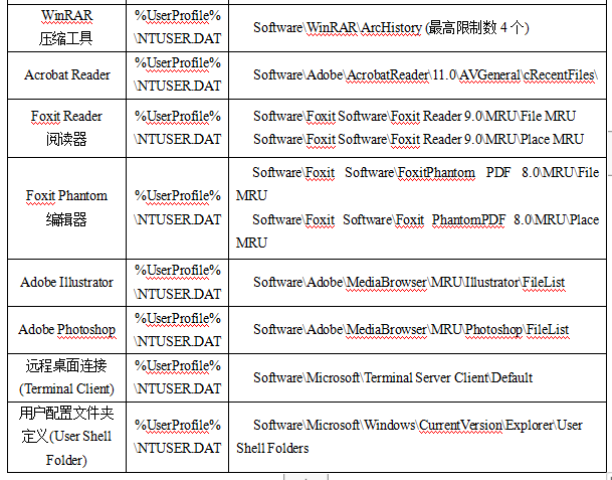 WinRAR
压缩工具
%UserProfile%
\NTUSER.DAT
Software\WinRAR\ArcHistory (最高限制数 4 个)
Acrobat Reader
%UserProfile%
\NTUSER.DAT
Software\Adobe\AcrobatReader\11.0\AVGeneral\cRecentFiles\
Foxit Reader
阅读器
%UserProfile%
\NTUSER.DAT
Software\Foxit Software\Foxit Reader 9.0\MRU\File MRU
Software\Foxit Software\Foxit Reader 9.0\MRU\Place MRU
Foxit Phantom
编辑器
%UserProfile%
\NTUSER.DAT
Software\Foxit Software\FoxitPhantom PDF 8.0\MRU\File
MRU
Software\Foxit Software\Foxit PhantomPDF 8.0\MRU\Place
MRU
Adobe Illustrator
%UserProfile%
\NTUSER.DAT
Software\Adobe\MediaBrowser\MRU\Illustrator\FileList
Adobe Photoshop
%UserProfile%
\NTUSER.DAT
Software\Adobe\MediaBrowser\MRU\Photoshop\FileList
远程桌面连接
(Terminal Client)
%UserProfile%
\NTUSER.DAT
Software\Microsoft\Terminal Server Client\Default
用户配置文件夹
定义(User Shell
Folder)
%UserProfile%
\NTUSER.DAT
Software\Microsoft\Windows\CurrentVersion\Explorer\User
Shell Folders